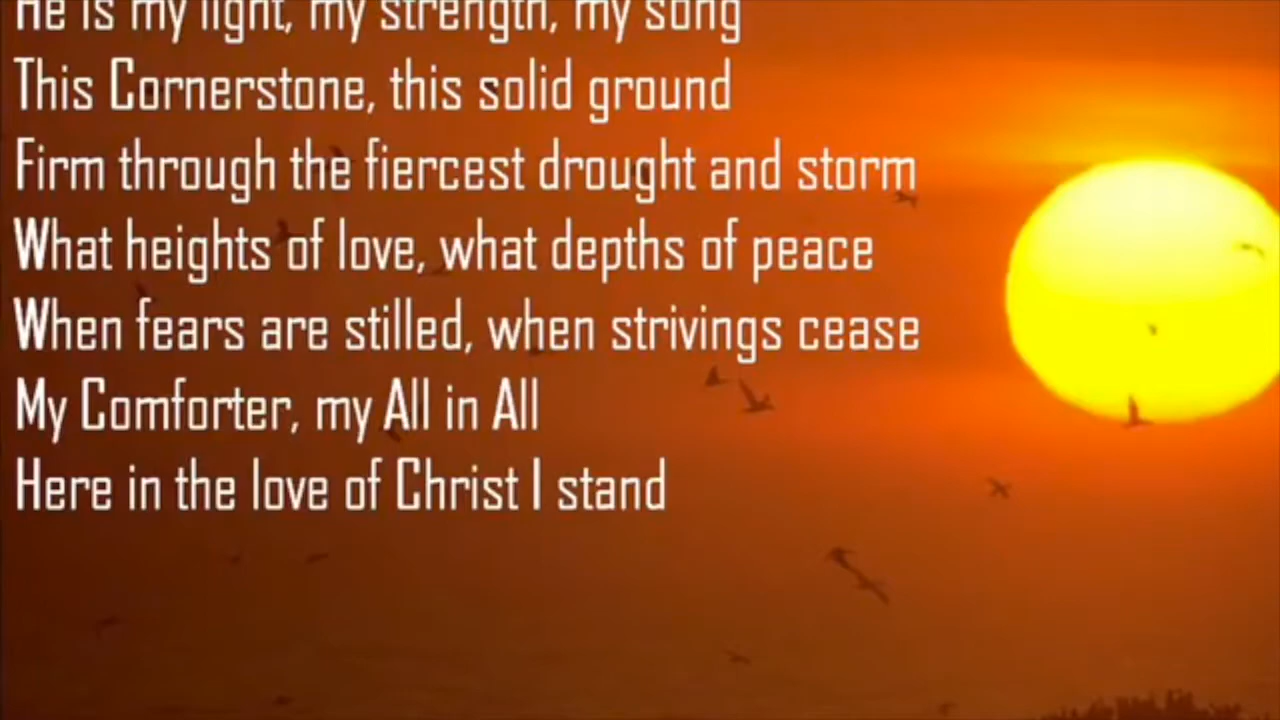 He is my light, my strength, my song
This Cornerstone, this solid ground
Firm through the fiercest drought and storm
What heights of love, what depths of peace
When fears are stilled, when strivings cease
My Comforter, my All in All
Here in the love of Christ I stand